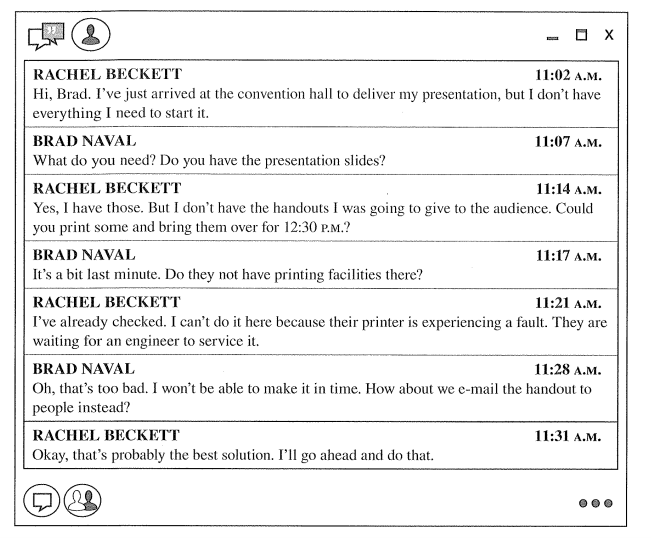 RACHEL BECKETT 11:02 A.M.
Hi, Brad. I've just arrived at the convention hall to deliver my presentation, but I don't have
everything I need to start it.
BRAD NAVAL 11:07 A.M.
What do you need? Do you have the presentation slides?
RACHEL BECKETT 11:14 A.M.
Yes, I have those. But I don't have the handouts I was going to give to the audience. Could
you print some and bring them over for 12:30 P.M.?
BRAD NAVAL 11:17 A.M.
It's a bit last minute. Do they not have printing facilities there?
RACHEL BECKETT 11:21 A.M.
I've already checked. I can't do it here because their printer is experiencing a fault. They are
waiting for an engineer to service it.
BRAD NAVAL 11:28 A.M.
Oh, that's too bad. I won't be able to make it in time. How about we e-mail the handout to
people instead?
RACHEL BECKETT 11:31 A.M.
Okay, that's probably the best solution. I'll go ahead and do that.